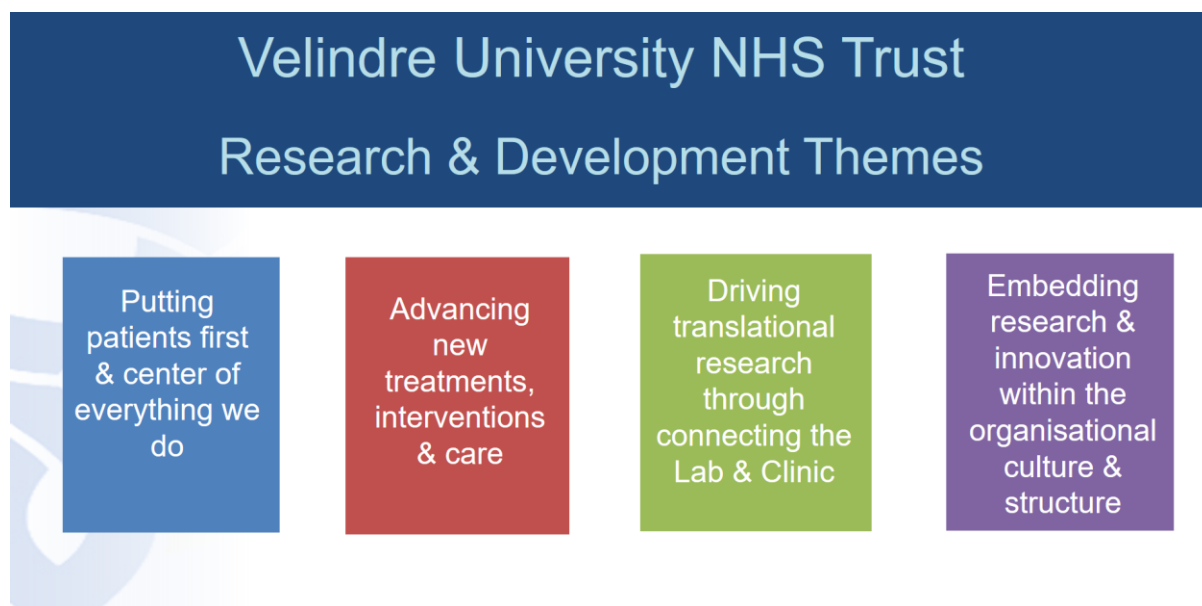 Velindre University NHS Trust
Research & Development Themes
Putting
patients first
& center of
everything we
do
Advancing
new
treatments,
interventions
& care
Driving
translational
research
through
connecting the
Lab & Clinic
Embedding
research &
innovation
within the
organisational
culture &
structure